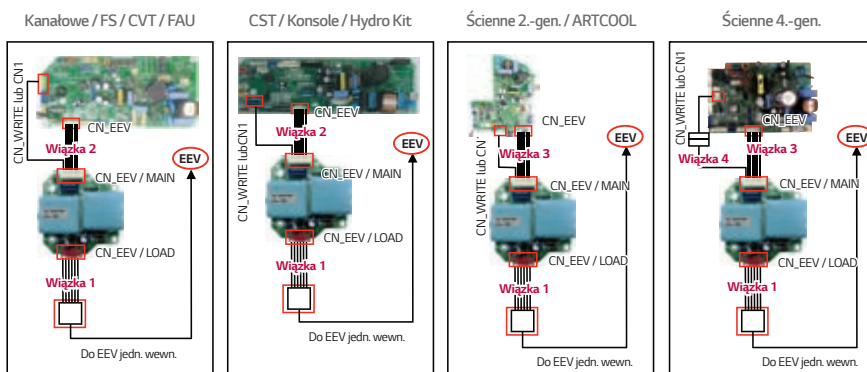 Kanałowe / FS / CVT / FAU
CN_WRITE lub CN1
CN_EEV
Wiązka 2
EEV
CN_EEV / MAIN
CN_EEV / LOAD
Wiązka 1
Do EEV jedn. wewn.
CST / Konsole / Hydro Kit
CN_WRITE lubCN1
CN_EEV
Wiązka 2
EEV
CN_EEV / MAIN
CN_EEV / LOAD
Wiązka 1
Do EEV jedn. wewn.
Ścienne 2.-gen. / ARTCOOL
CN_WRITE lub CN
CN_EEV
Wiązka 3
EEV
CN_EEV / MAIN
CN_EEV / LOAD
Wiązka 1
Do EEV jedn. wewn.
Ścienne 4.-gen.
CN_WRITE lub CN1
CN_EEV
Wiązka 3
Wiązka 4
EEV
CN_EEV / MAIN
CN_EEV / LOAD
Wiązka 1
Do EEV jedn. wewn.